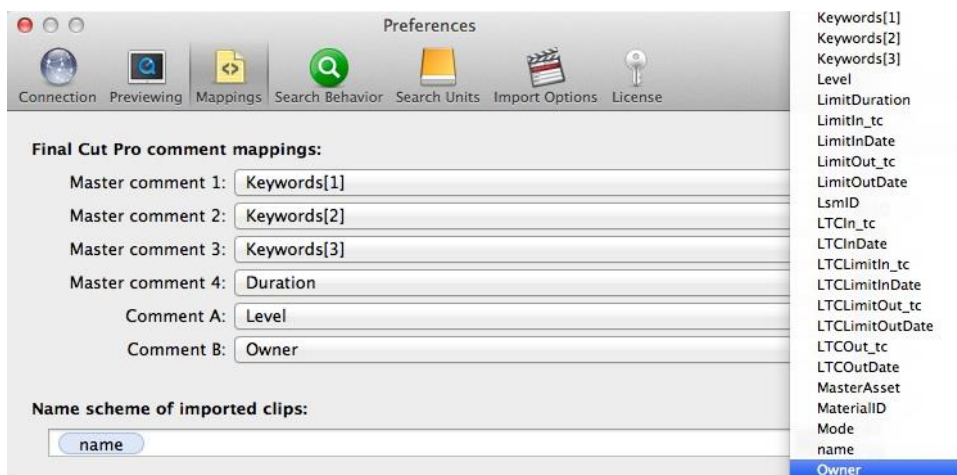 Preferences
Connection Previewing Mappings Search Behavior Search Units Import Options License
Final Cut Pro comment mappings:
Master comment 1: Keywords[1]
Master comment 2: Keywords[2]
Master comment 3: Keywords[3]
Master comment 4: Duration
Comment A: Level
Comment B: Owner
Name scheme of imported clips:
name
Keywords[1]
Keywords[2]
Keywords[3]
Level
LimitDuration
LimitIn_tc
LimitInDate
LimitOut_tc
LimitOutDate
LsmID
LTCIn_tc
LTCInDate
LTCLimitIn_tc
LTCLimitInDate
LTCLimitOut_tc
LTCLimitOutDate
LTCOut_tc
LTCOutDate
MasterAsset
MaterialID
Mode
name
Owner